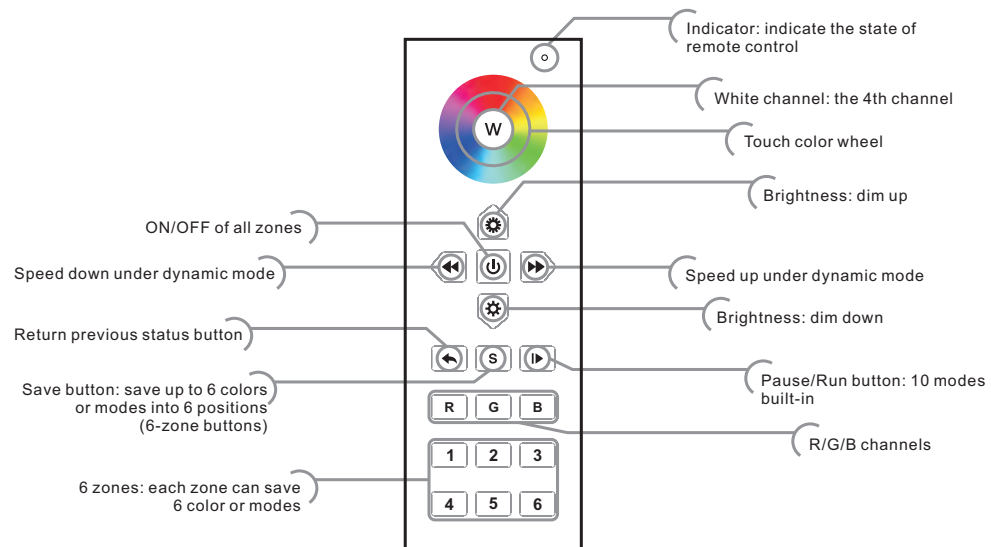 Indicator: indicate the state of
remote control
White channel: the 4th channel
W
Touch color wheel
Brightness: dim up
ON/OFF of all zones
Speed down under dynamic mode
Speed up under dynamic mode
Brightness: dim down
Return previous status button
S
Save button: save up to 6 colors
or modes into 6 positions
(6-zone buttons)
Pause/Run button: 10 modes
built-in
R G B
R/G/B channels
1 2 3
6 zones: each zone can save
6 color or modes
4 5 6